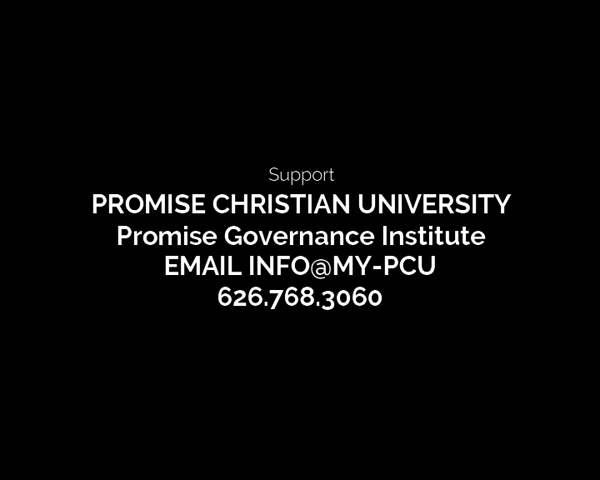 Support
PROMISE CHRISTIAN UNIVERSITY
Promise Governance Institute
EMAIL INFO@MY-PCU
626.768.3060